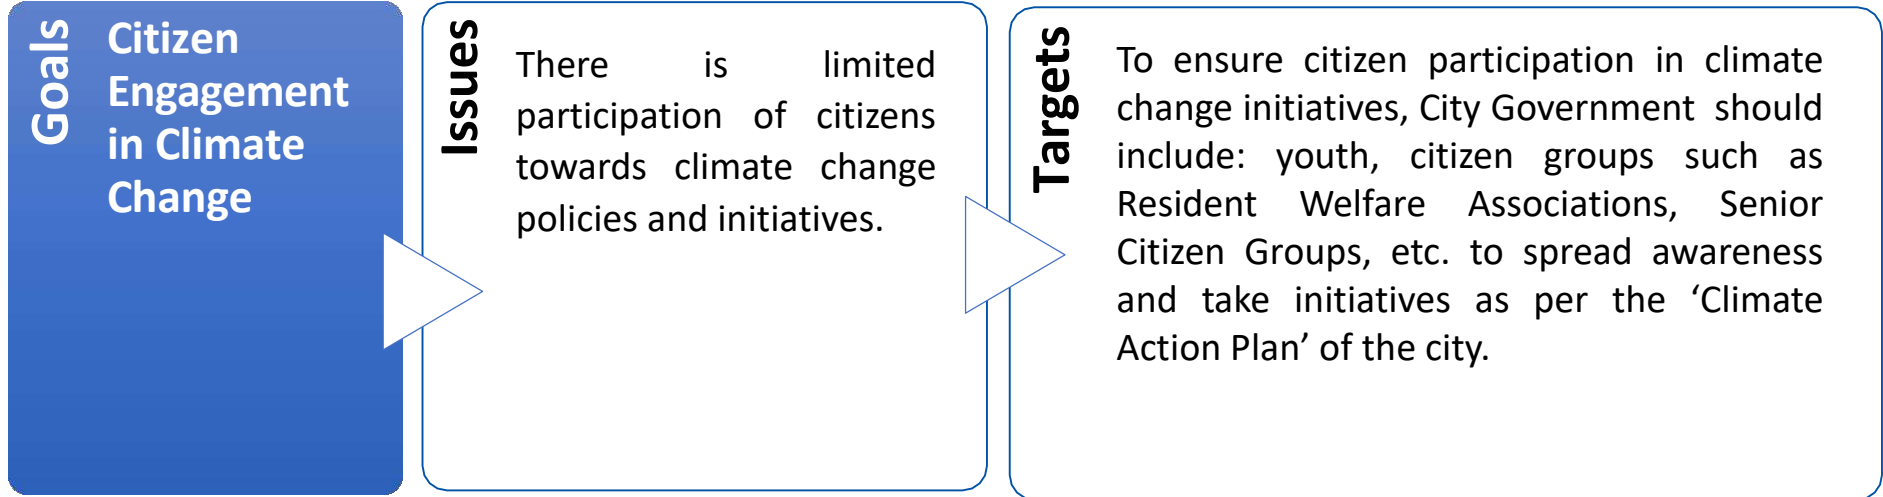 Goals
Citizen
Engagement
in Climate
Change
Issues
There is limited
participation of citizens
towards climate change
policies and initiatives.
Targets
To ensure citizen participation in climate
change initiatives, City Government should
include: youth, citizen groups such as
Resident Welfare Associations, Senior
Citizen Groups, etc. to spread awareness
and take initiatives as per the ‘Climate
Action Plan’ of the city.